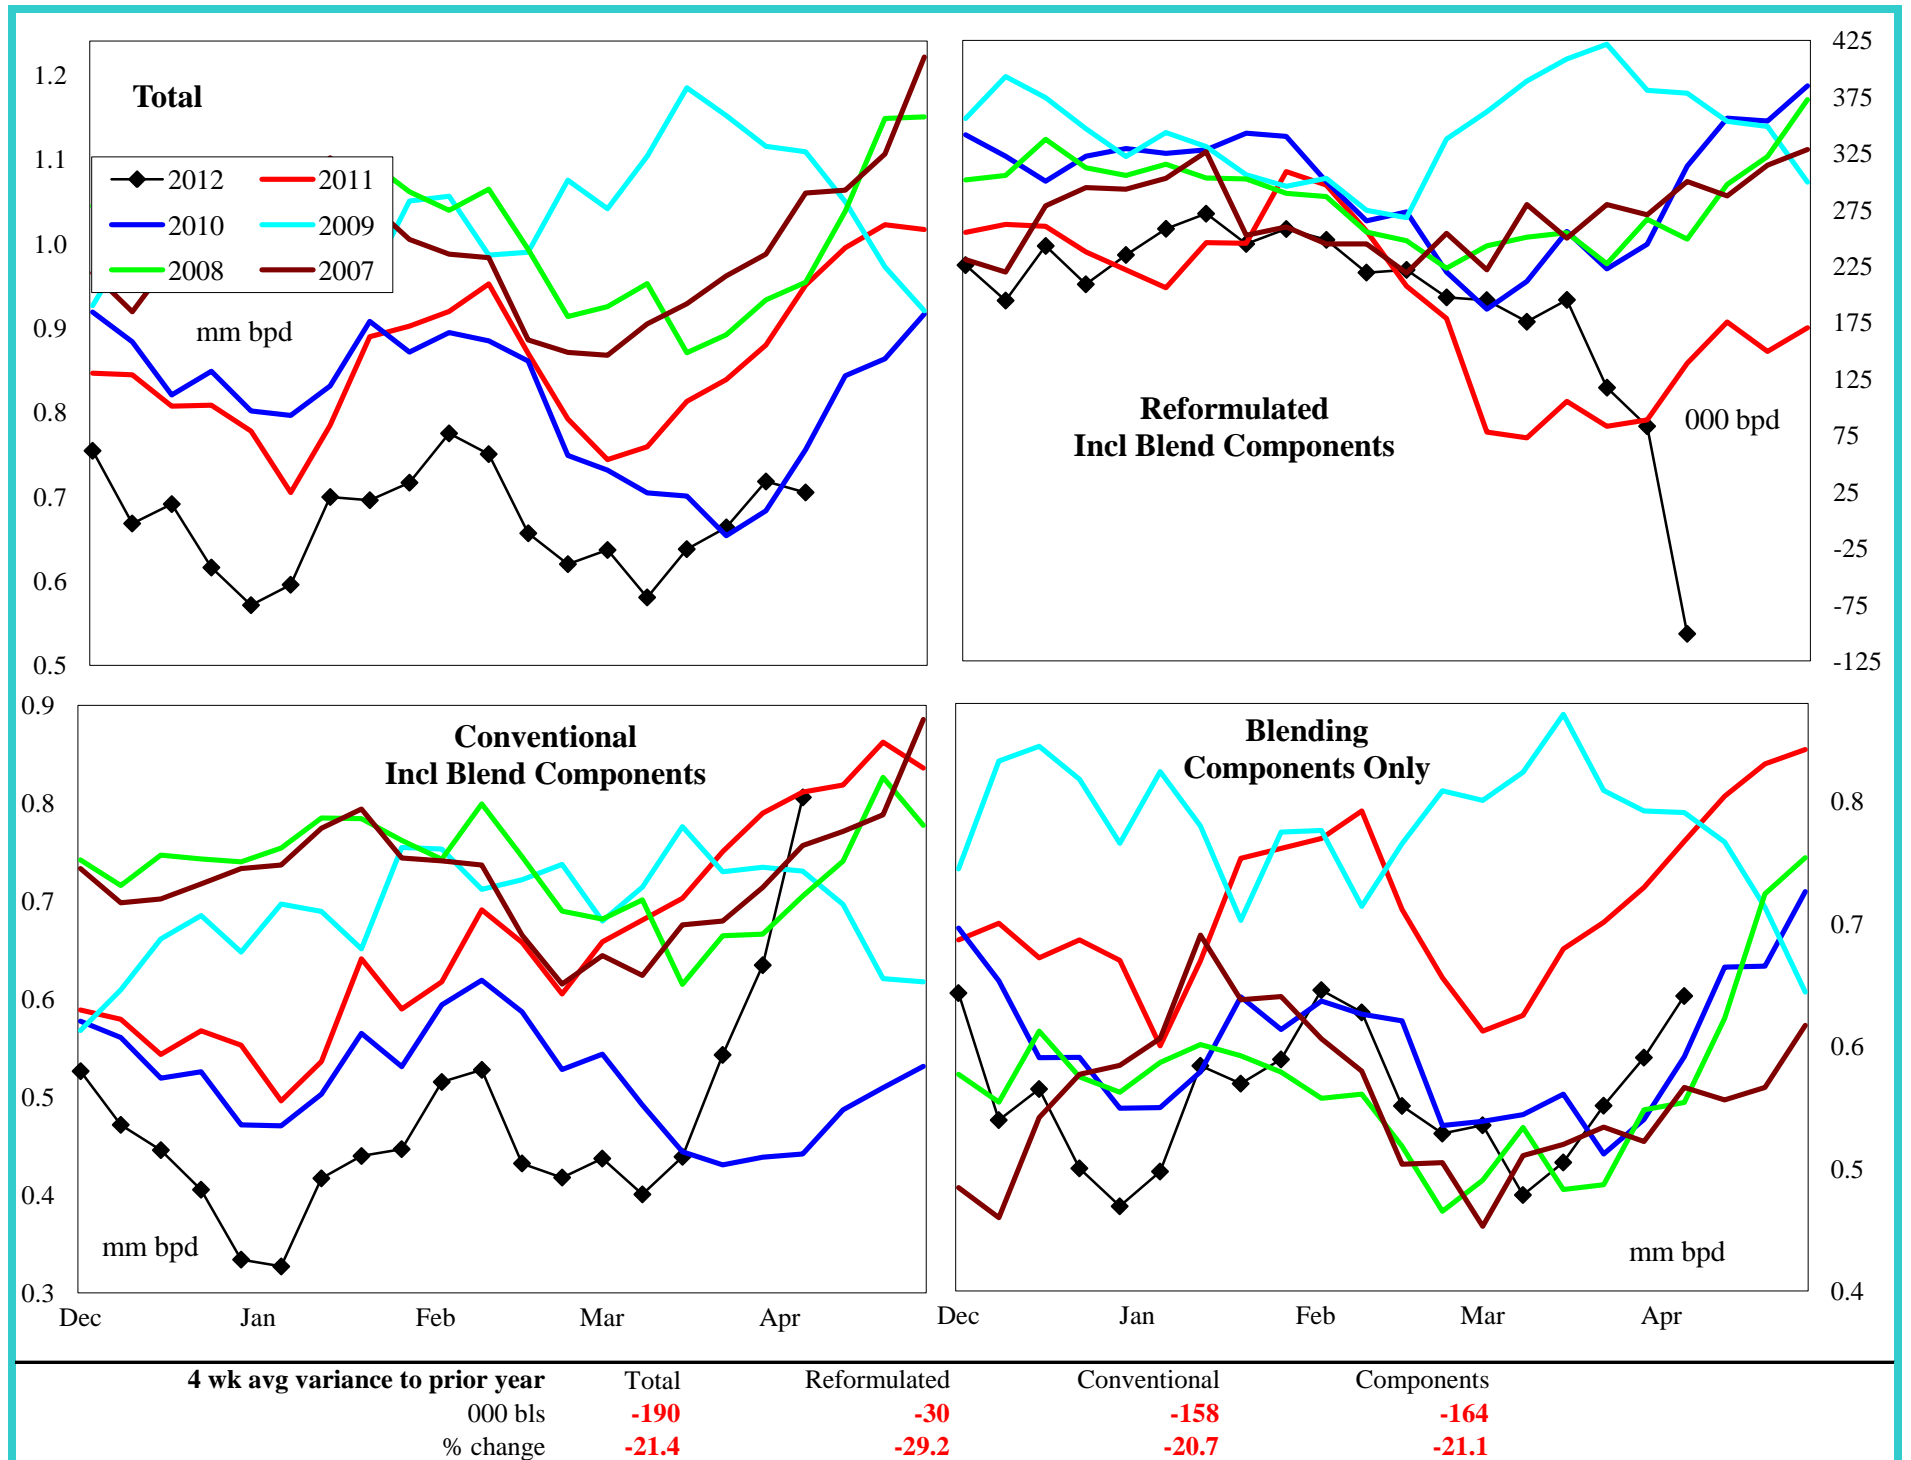 Total
1.2
1.1
1.0
0.9
0.8
0.7
0.6
0.5
2012 2011
2010 2009
2008 2007
mm bpd
425
375
325
275
225
175
125
75
25
-25
-75
-125
Reformulated
Incl Blend Components
000 bpd
0.9
0.8
0.7
0.6
0.5
0.4
0.3
Conventional
Incl Blend Components
mm bpd
Dec Jan Feb Mar Apr
Blending
Components Only
0.8
0.7
0.6
0.5
0.4
mm bpd
Dec Jan Feb Mar Apr
4 wk avg variance to prior year Total Reformulated Conventional Components
000 bls -190 -30 -158 -164
% change -21.4 -29.2 -20.7 -21.1